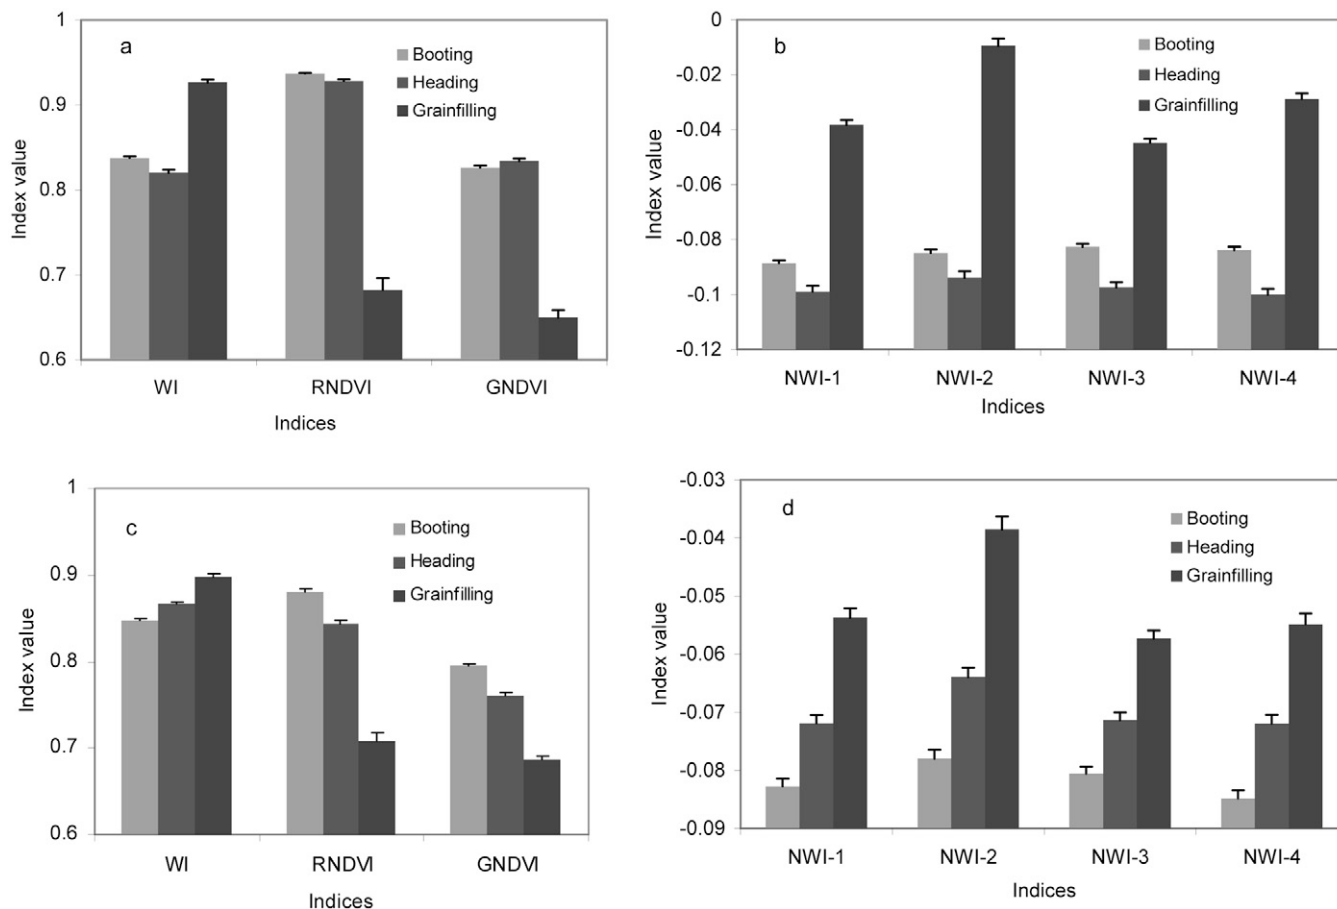 a
Booting
Heading
Grainfilling
1
0.9
0.8
0.7
0.6
Index value
WI RNDVI GNDVI
Indices
b
Booting
Heading
Grainfilling
0
-0.02
-0.04
-0.06
-0.08
-0.1
-0.12
Index value
NWI-1 NWI-2 NWI-3 NWI-4
Indices
c
Booting
Heading
Grainfilling
1
0.9
0.8
0.7
0.6
Index value
WI RNDVI GNDVI
Indices
d
Booting
Heading
Grainfilling
-0.03
-0.04
-0.05
-0.06
-0.07
-0.08
-0.09
Index value
NWI-1 NWI-2 NWI-3 NWI-4
Indices